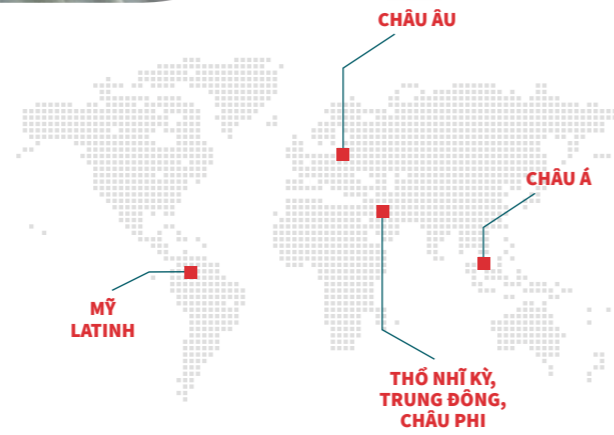 CHÂU ÂU
CHÂU Á
MỸ
LATINH
THỔ NHĨ KỲ,
TRUNG ĐÔNG,
CHÂU PHI